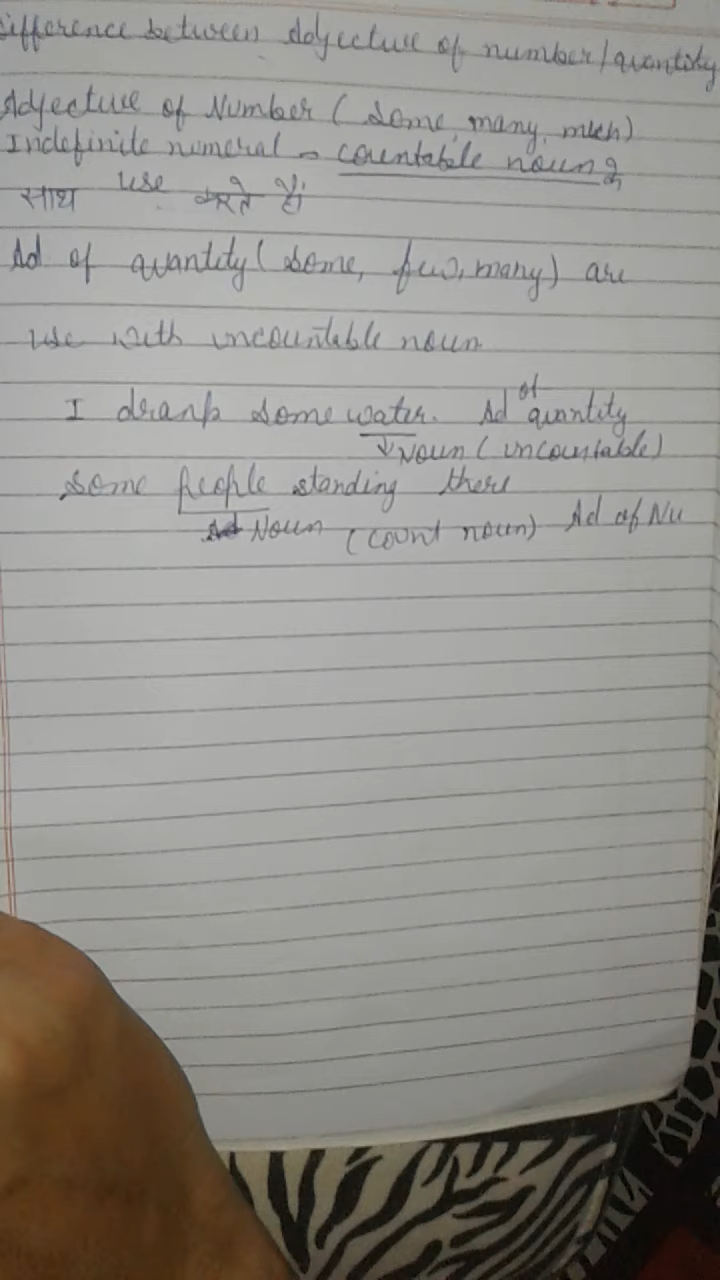 Difference between Adjective of number/quantity
Adjective of Number (Some, many, much)
Indefinite numeral → countable noun के
साथ use करते हैं
Ad of quantity (some, few, many) are
use with uncountable noun
I drank some water. Ad of quantity
↓ Noun (uncountable)
Some people standing there
Noun (count noun) Ad of Nu